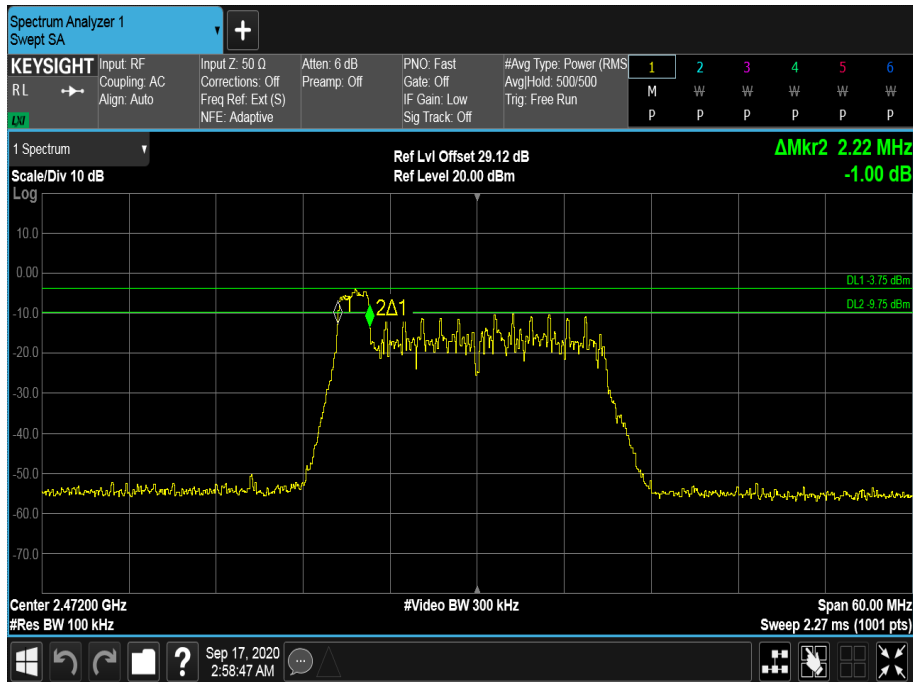 Spectrum Analyzer 1
Swept SA
+
KEYSIGHT
RL
LXI
Input: RF
Coupling: AC
Align: Auto
Input Z: 50 Ω
Corrections: Off
Freq Ref: Ext (S)
NFE: Adaptive
Atten: 6 dB
Preamp: Off
PNO: Fast
Gate: Off
IF Gain: Low
Sig Track: Off
#Avg Type: Power (RMS
Avg|Hold: 500/500
Trig: Free Run
1 2 3 4 5 6
M W W W W W
P P P P P P
1 Spectrum
Scale/Div 10 dB
Log
Ref Lvl Offset 29.12 dB
Ref Level 20.00 dBm
ΔMkr2 2.22 MHz
-1.00 dB
10.0
0.00
DL1 -3.75 dBm
DL2 -9.75 dBm
1
2Δ1
-10.0
-20.0
-30.0
-40.0
-50.0
-60.0
-70.0
Center 2.47200 GHz
#Video BW 300 kHz
Span 60.00 MHz
#Res BW 100 kHz
Sweep 2.27 ms (1001 pts)
?
Sep 17, 2020
2:58:47 AM